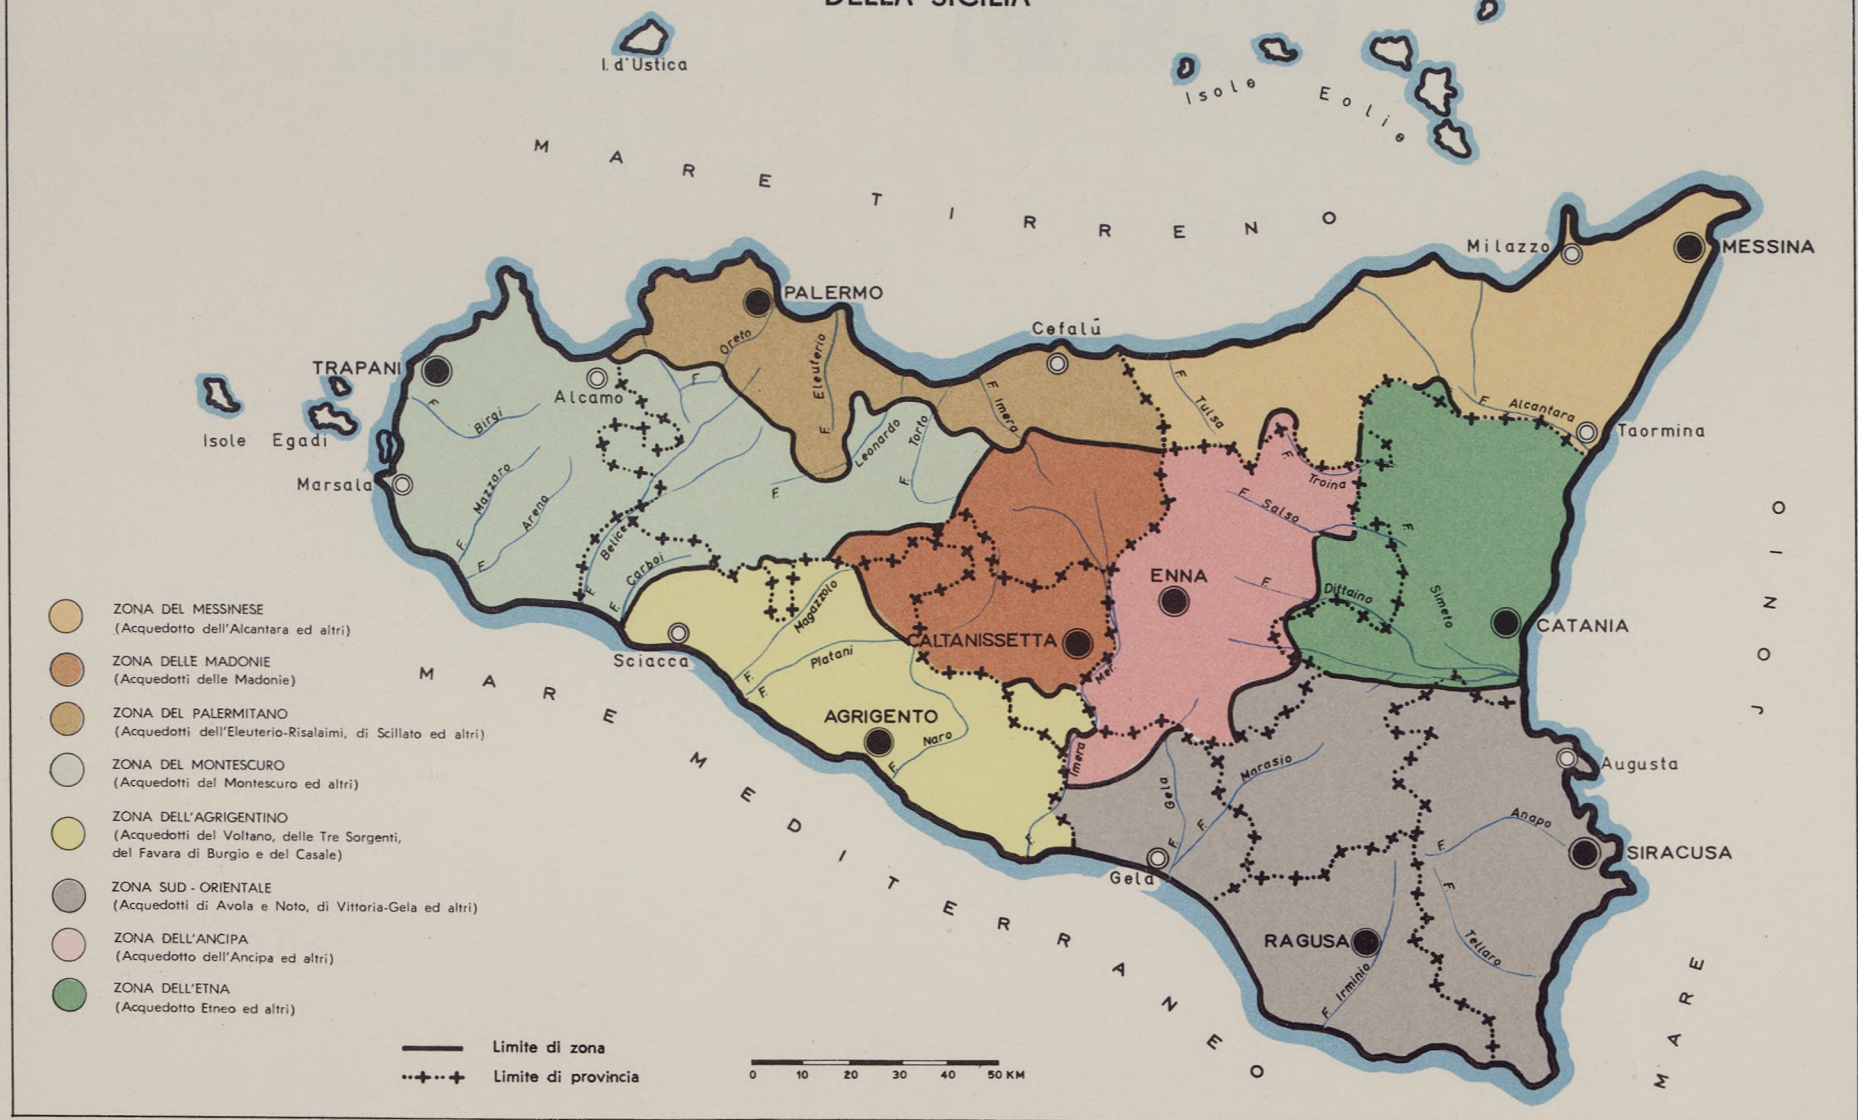 DELLA SICILIA
I. d'Ustica
Isole Eolie
MARE TIRRENO
Milazzo
MESSINA
PALERMO
Cefalú
TRAPANI
Alcamo
Oreto
Eleuterio
F.
F.
F. Imera
F. Tulsa
F. Alcantara
Taormina
Isole Egadi
F. Birgi
Marsala
F. Mazzaro
F. Areno
F. Belice
F. Carboi
F.
Leonardo
F. Torto
F. Troina
F. Salso
F.
ENNA
F. Dittaino
Simeto
CATANIA
CALTANISSETTA
F. Magazzolo
F. Platani
Sciacca
AGRIGENTO
F. Naro
Mer.
Imera
F.
F. Gela
F. Marasio
Gela
Augusta
F. Anapo
SIRACUSA
RAGUSA
F. Tellaro
F. Irminio
MARE MEDITERRANEO
MARE JONIO
ZONA DEL MESSINESE
(Acquedotto dell'Alcantara ed altri)
ZONA DELLE MADONIE
(Acquedotti delle Madonie)
ZONA DEL PALERMITANO
(Acquedotti dell'Eleuterio-Risalaimi, di Scillato ed altri)
ZONA DEL MONTESCURO
(Acquedotti del Montescuro ed altri)
ZONA DELL'AGRIGENTINO
(Acquedotti del Voltano, delle Tre Sorgenti,
del Favara di Burgio e del Casale)
ZONA SUD-ORIENTALE
(Acquedotti di Avola e Noto, di Vittoria-Gela ed altri)
ZONA DELL'ANCIPA
(Acquedotto dell'Ancipa ed altri)
ZONA DELL'ETNA
(Acquedotto Etneo ed altri)
Limite di zona
Limite di provincia
0 10 20 30 40 50 KM